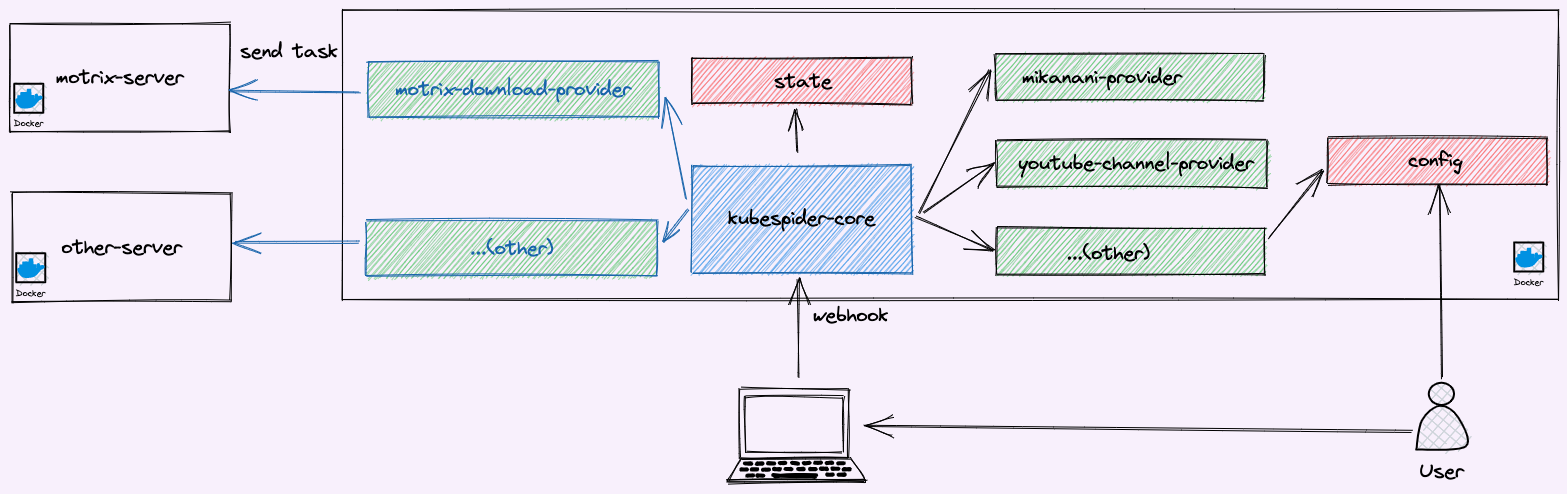 send task
motrix-server
Docker
motrix-download-provider
state
mikanani-provider
youtube-channel-provider
config
kubespider-core
other-server
Docker
...(other)
...(other)
Docker
webhook
User